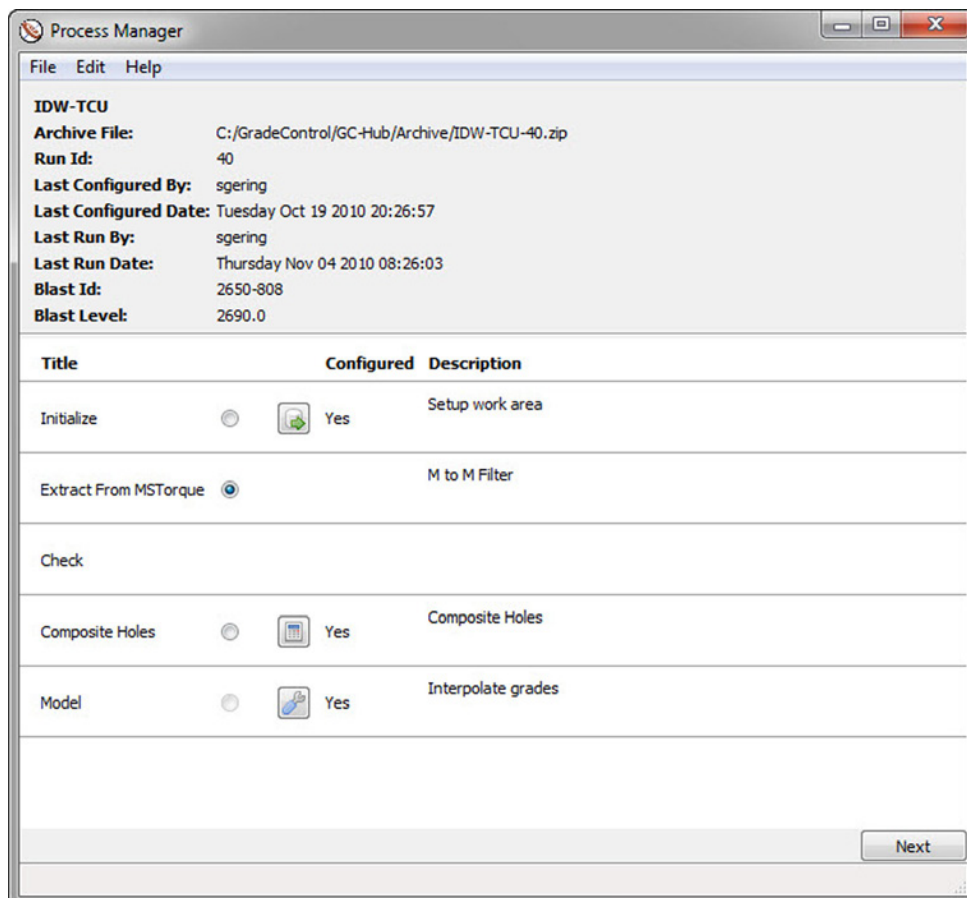 Process Manager
File Edit Help
IDW-TCU
Archive File: C:/GradeControl/GC-Hub/Archive/IDW-TCU-40.zip
Run Id: 40
Last Configured By: sgering
Last Configured Date: Tuesday Oct 19 2010 20:26:57
Last Run By: sgering
Last Run Date: Thursday Nov 04 2010 08:26:03
Blast Id: 2650-808
Blast Level: 2690.0
Title Configured Description
Initialize Yes Setup work area
Extract From MSTorque M to M Filter
Check
Composite Holes Yes Composite Holes
Model Yes Interpolate grades
Next